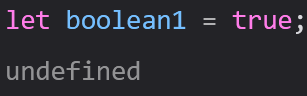 let boolean1 = true;
undefined